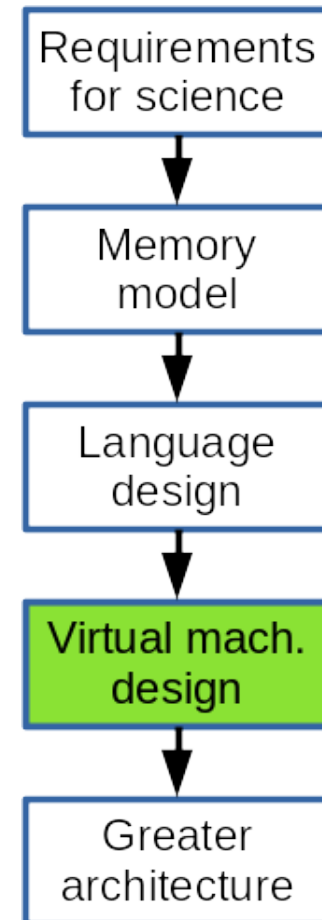 Requirements
for science
Memory
model
Language
design
Virtual mach.
design
Greater
architecture